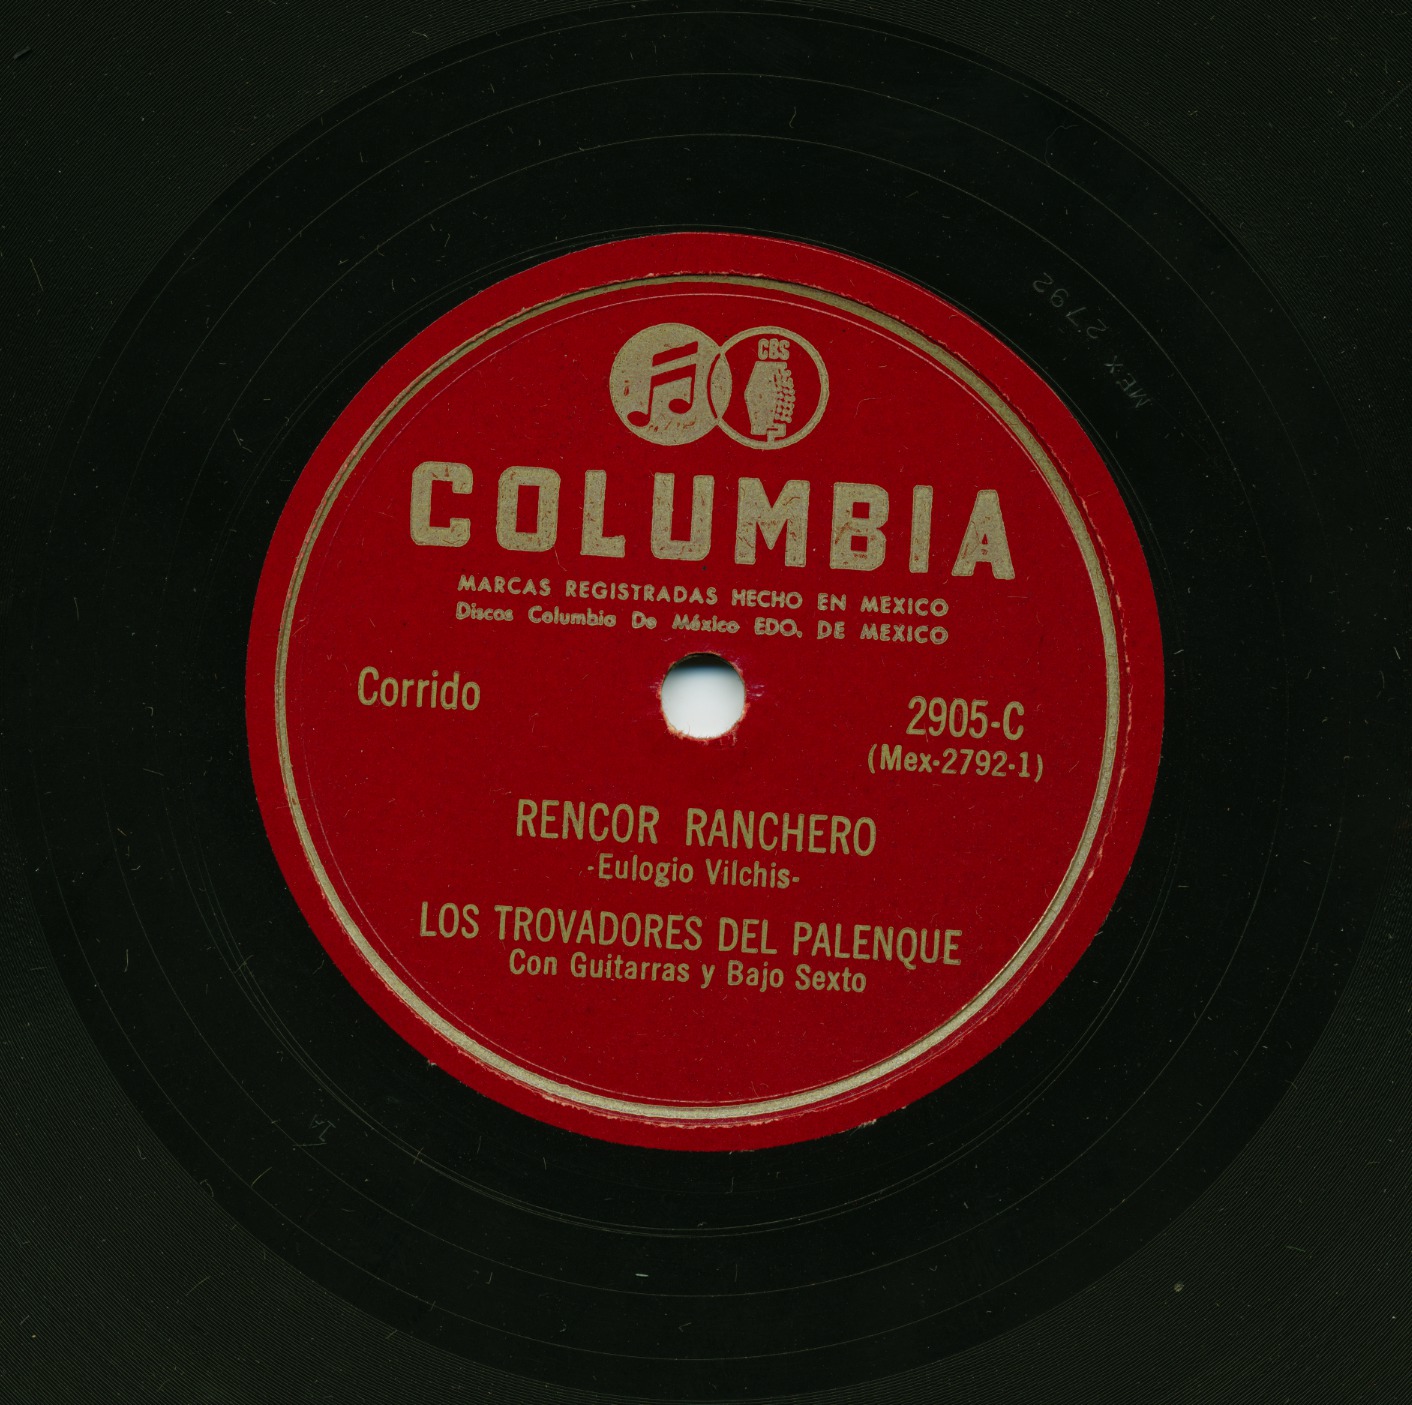 CBS
COLUMBIA
MARCAS REGISTRADAS HECHO EN MEXICO
Discos Columbia De México EDO. DE MEXICO
Corrido
2905-C
(Mex-2792-1)
RENCOR RANCHERO
-Eulogio Vilchis-
LOS TROVADORES DEL PALENQUE
Con Guitarras y Bajo Sexto
MEX 2792